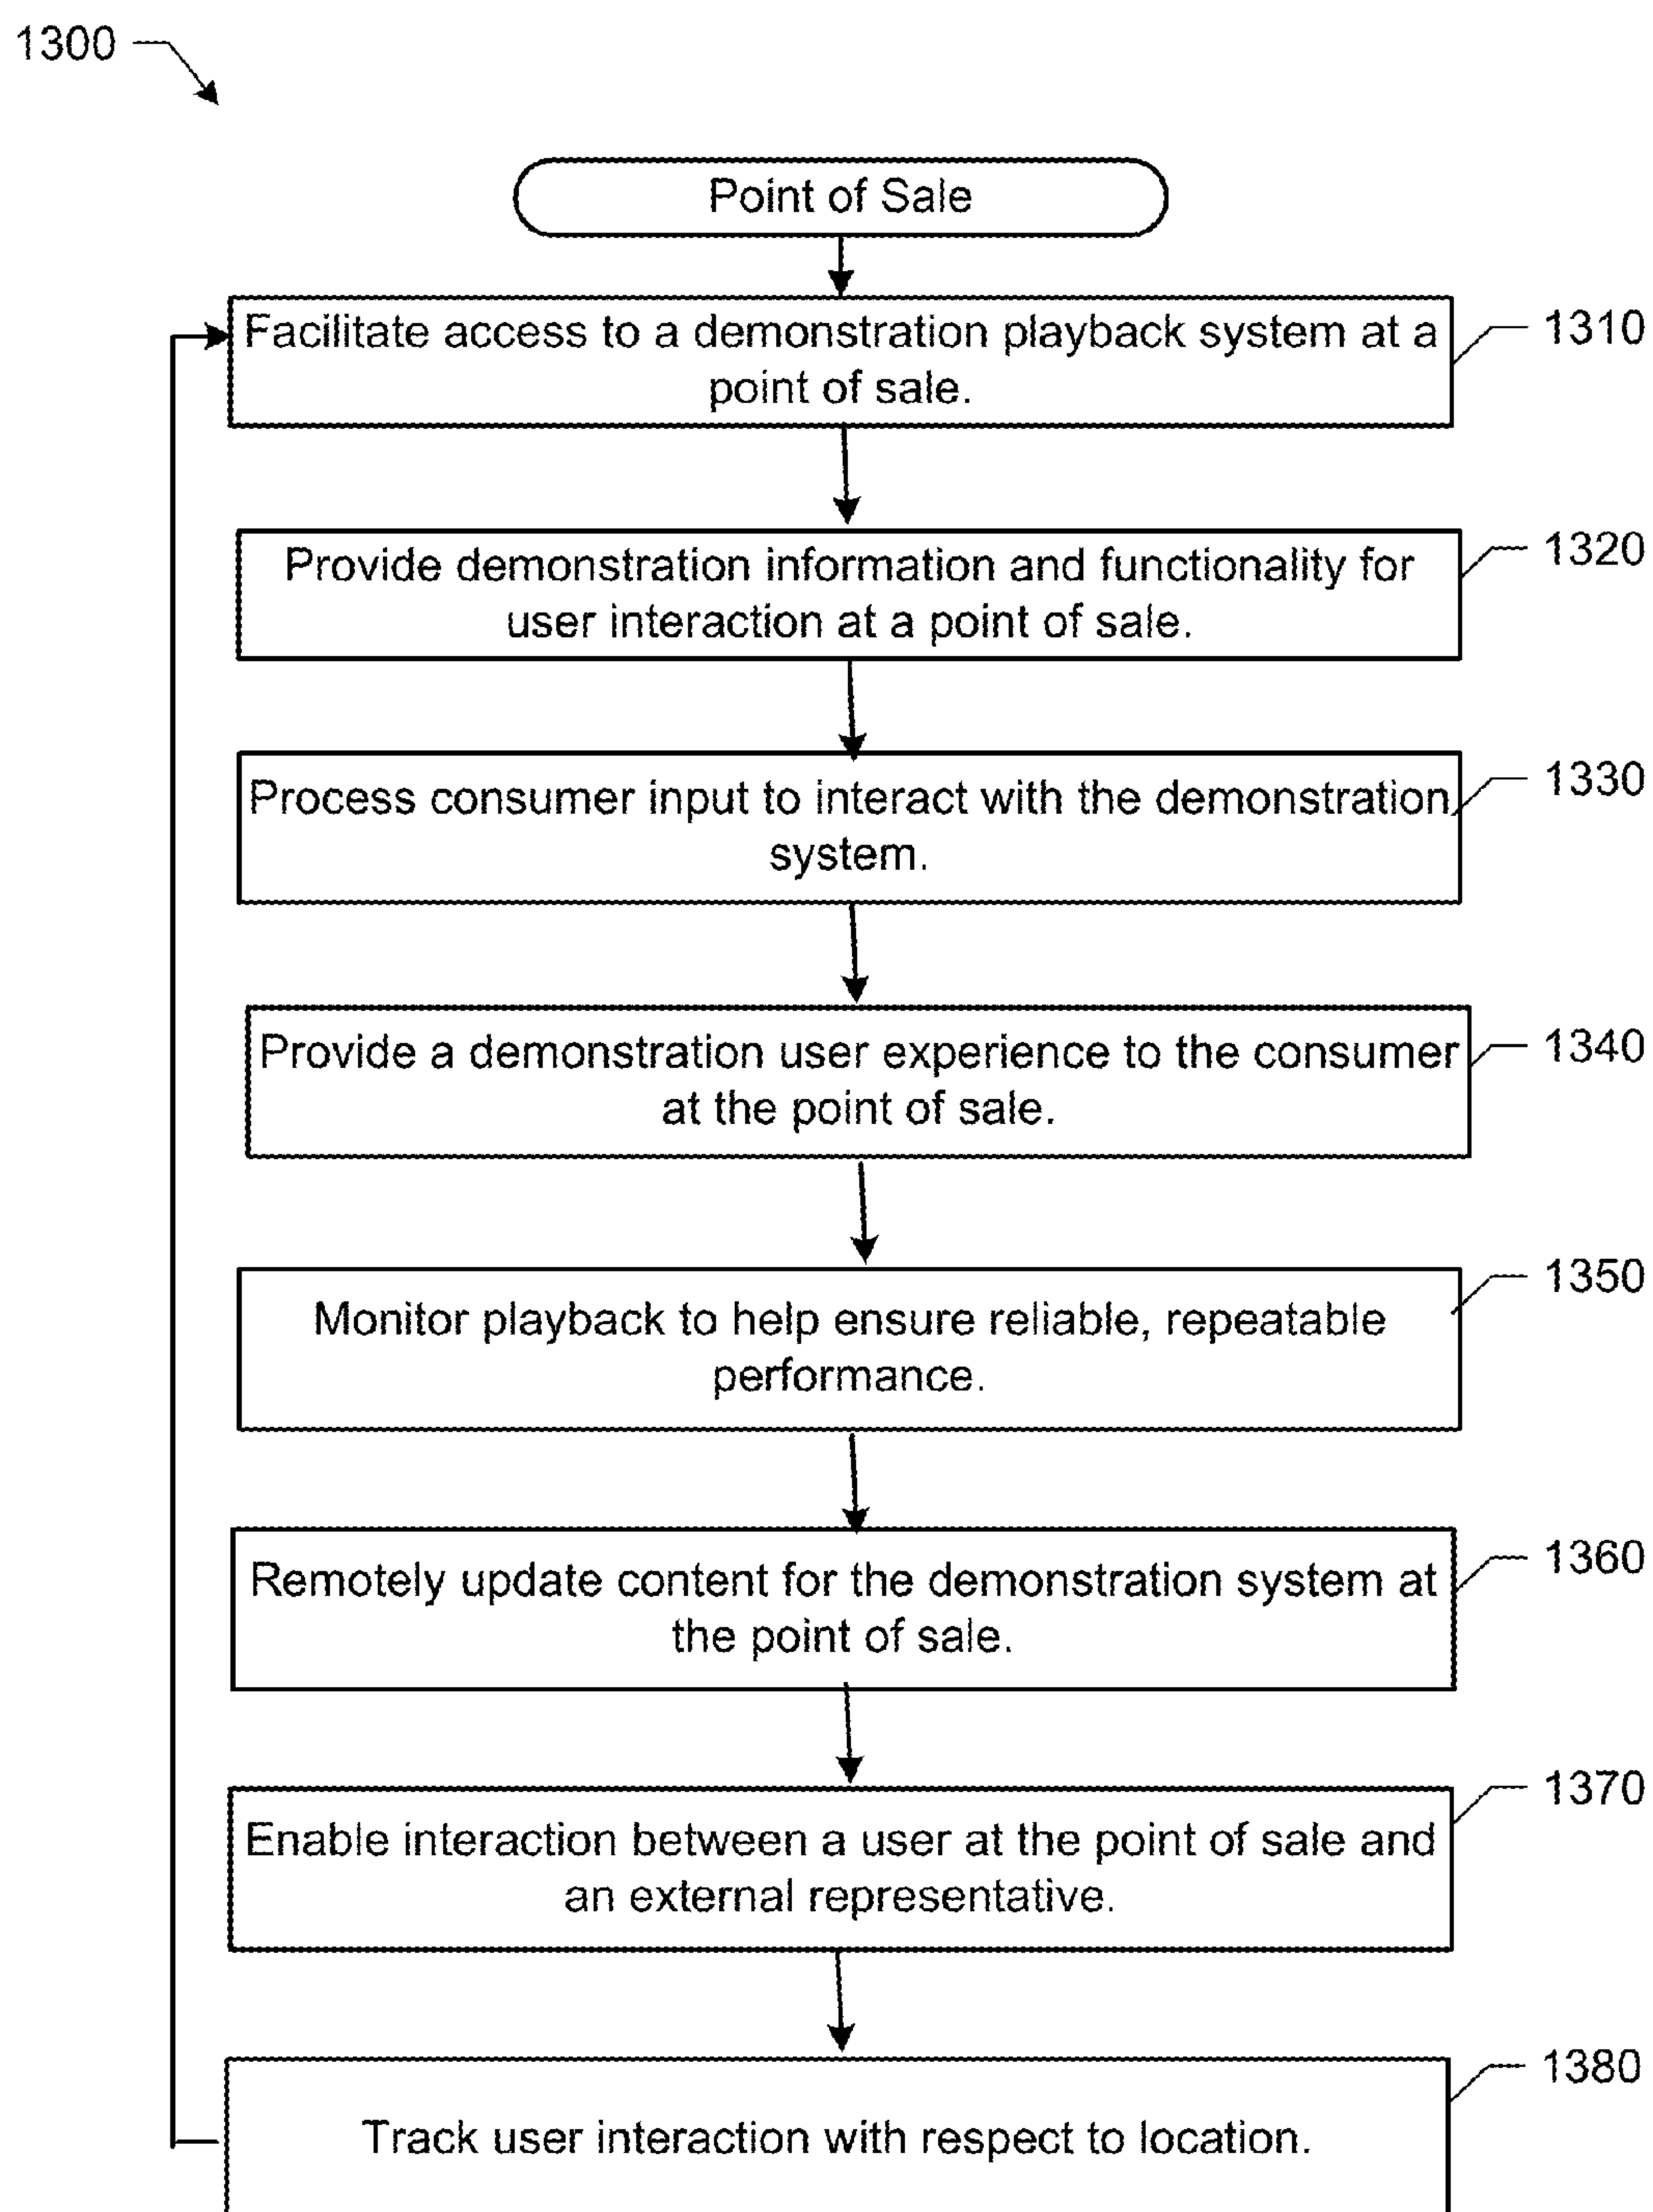 1300
Point of Sale
Facilitate access to a demonstration playback system at a
point of sale.
1310
Provide demonstration information and functionality for
user interaction at a point of sale.
1320
Process consumer input to interact with the demonstration
system.
1330
Provide a demonstration user experience to the consumer
at the point of sale.
1340
Monitor playback to help ensure reliable, repeatable
performance.
1350
Remotely update content for the demonstration system at
the point of sale.
1360
Enable interaction between a user at the point of sale and
an external representative.
1370
Track user interaction with respect to location.
1380